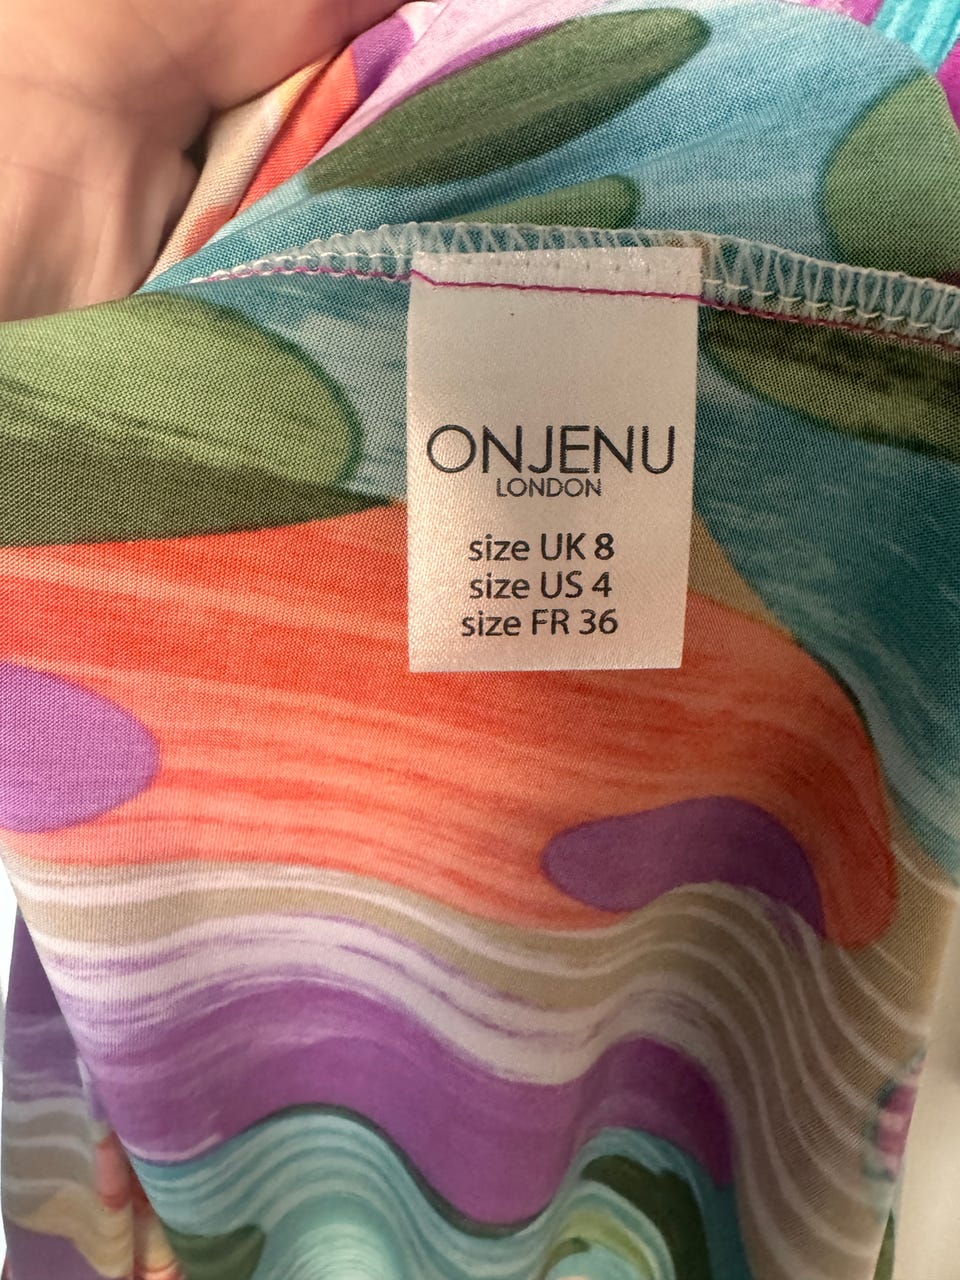 ONJENU
LONDON
size UK 8
size US 4
size FR 36